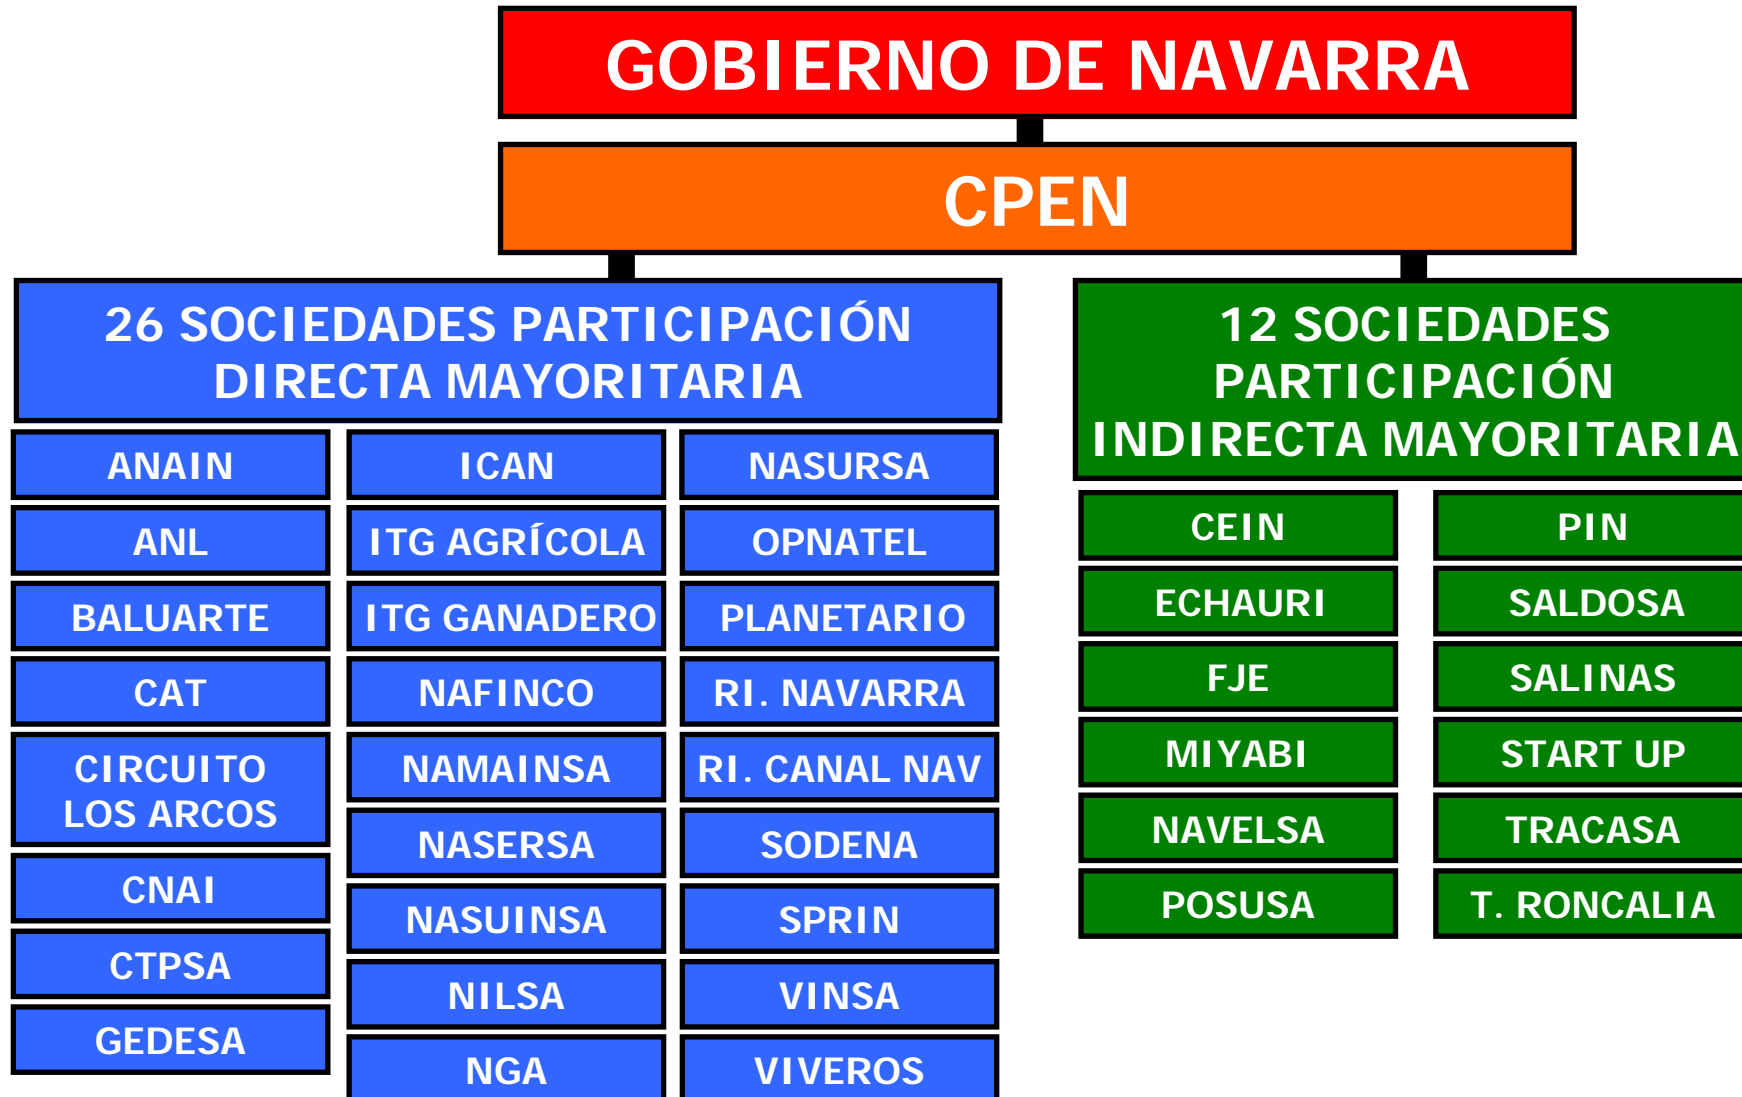 GOBIERNO DE NAVARRA
CPEN
26 SOCIEDADES PARTICIPACIÓN
DIRECTA MAYORITARIA
ANAIN
ANL
BALUARTE
CAT
CIRCUITO
LOS ARCOS
CNAI
CTPSA
GEDESA
ICAN
ITG AGRÍCOLA
ITG GANADERO
NAFINCO
NAMAINSA
NASERSA
NASUINSA
NILSA
NGA
NASURSA
OPNATEL
PLANETARIO
RI. NAVARRA
RI. CANAL NAV
SODENA
SPRIN
VINSA
VIVEROS
12 SOCIEDADES
PARTICIPACIÓN
INDIRECTA MAYORITARIA
CEIN
ECHAURI
FJE
MIYABI
NAVELSA
POSUSA
PIN
SALDOSA
SALINAS
START UP
TRACASA
T. RONCALIA